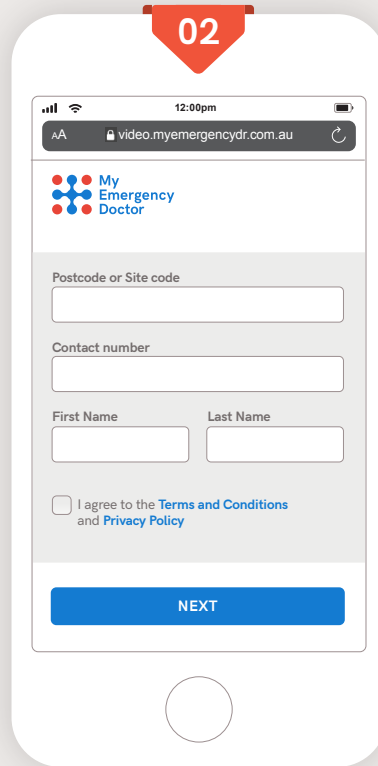 02
12:00pm
AA video.myemergencydr.com.au
My
Emergency
Doctor
Postcode or Site code
Contact number
First Name Last Name
I agree to the Terms and Conditions
and Privacy Policy
NEXT